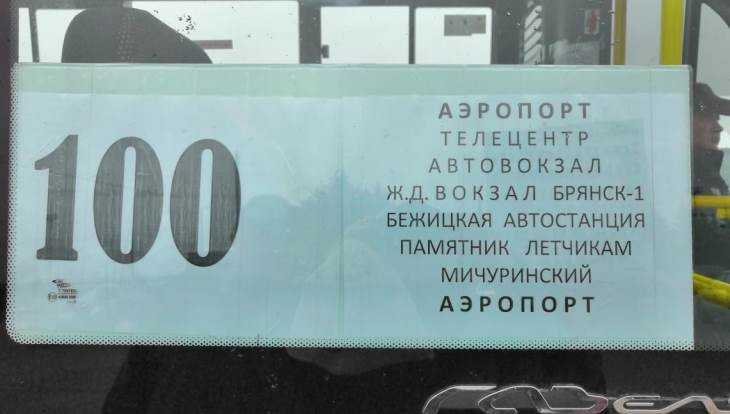 100
АЭРОПОРТ
ТЕЛЕЦЕНТР
АВТОВОКЗАЛ
Ж.Д. ВОКЗАЛ БРЯНСК-1
БЕЖИЦКАЯ АВТОСТАНЦИЯ
ПАМЯТНИК ЛЕТЧИКАМ
МИЧУРИНСКИЙ
АЭРОПОРТ